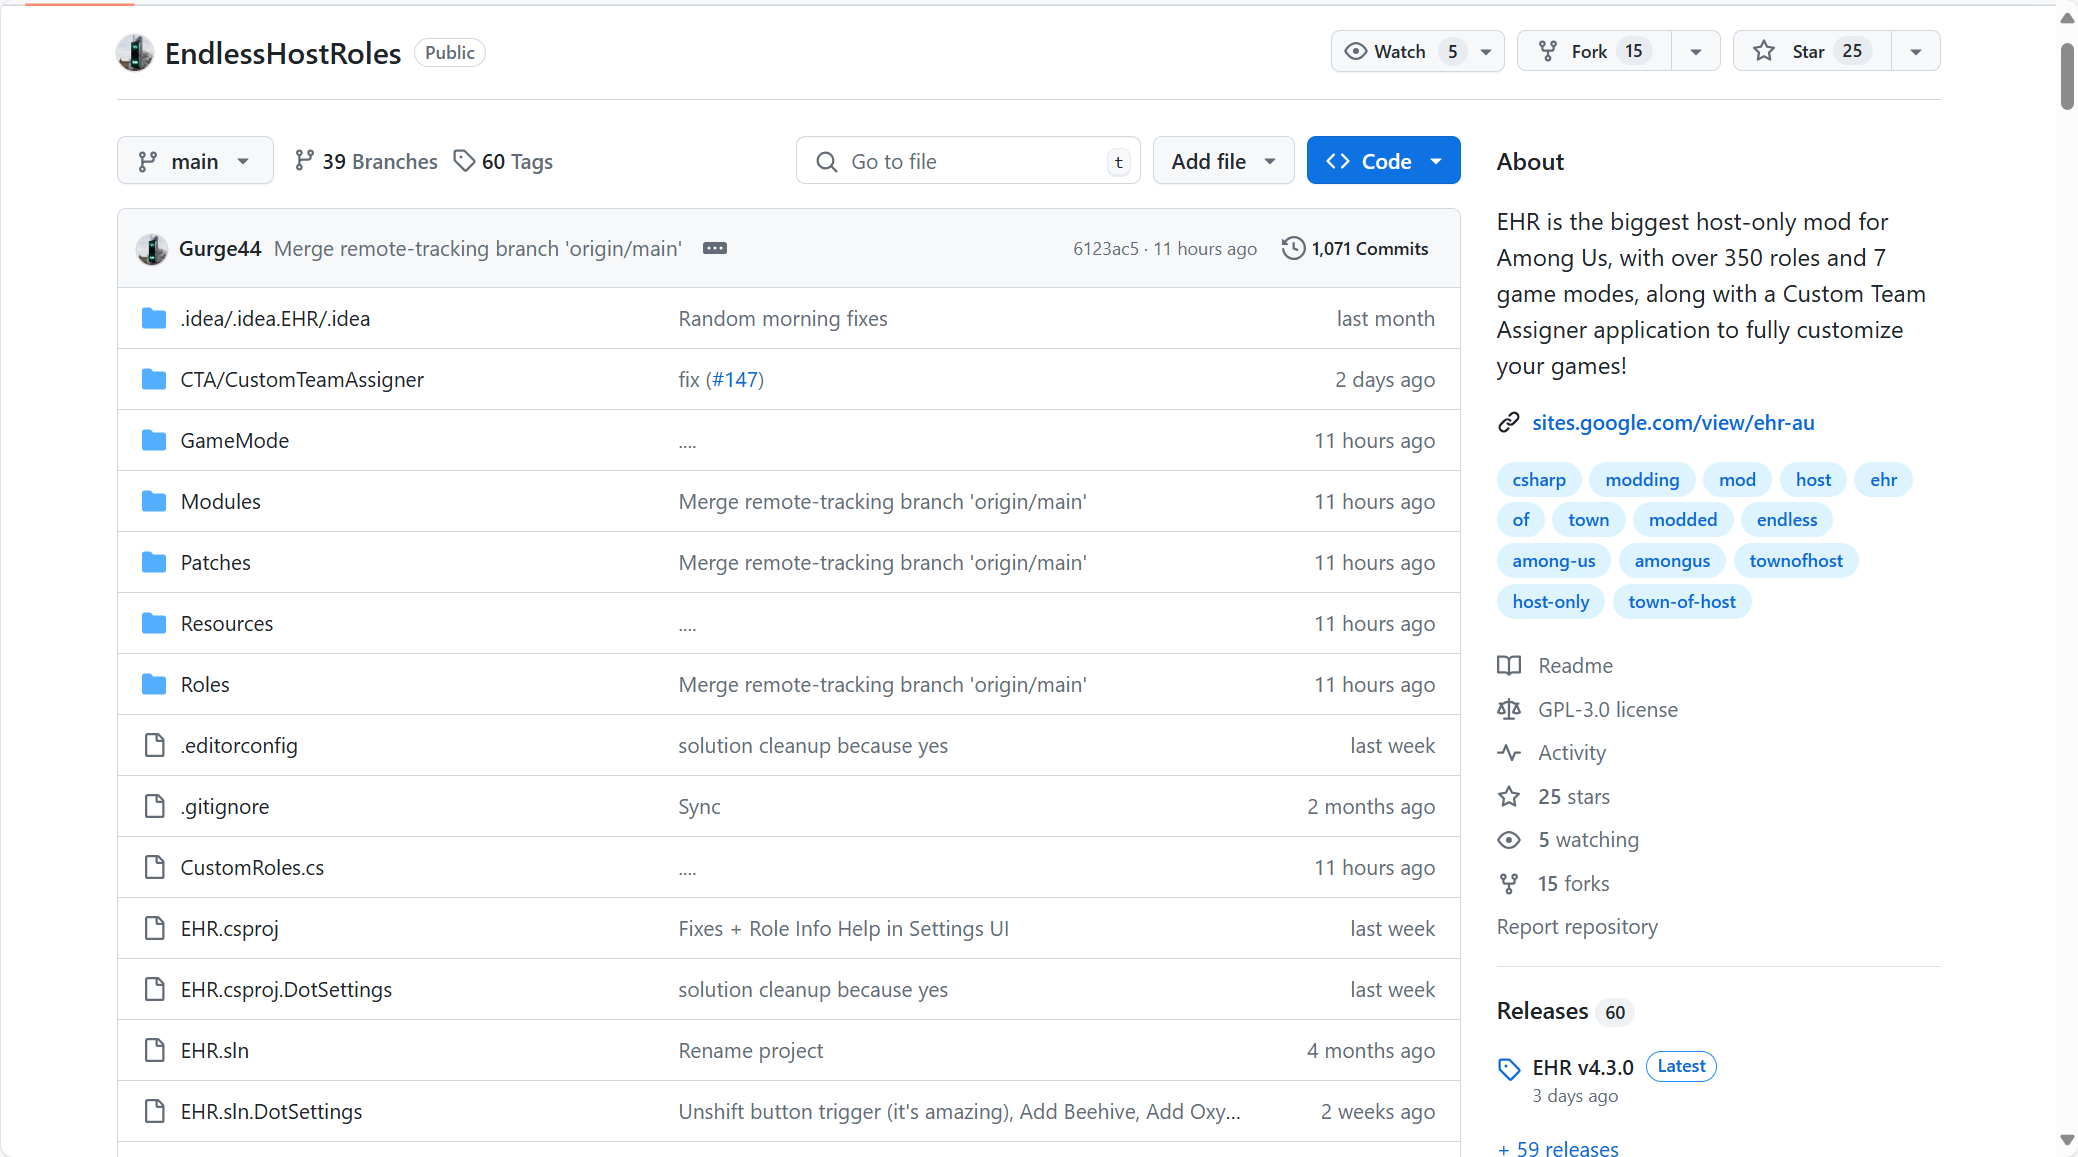 EndlessHostRoles Public Watch 5 Fork 15 Star 25
main 39 Branches 60 Tags Go to file t Add file Code
Gurge44 Merge remote-tracking branch 'origin/main' 6123ac5 · 11 hours ago 1,071 Commits
.idea/.idea.EHR/.idea Random morning fixes last month
CTA/CustomTeamAssigner fix (#147) 2 days ago
GameMode .... 11 hours ago
Modules Merge remote-tracking branch 'origin/main' 11 hours ago
Patches Merge remote-tracking branch 'origin/main' 11 hours ago
Resources .... 11 hours ago
Roles Merge remote-tracking branch 'origin/main' 11 hours ago
.editorconfig solution cleanup because yes last week
.gitignore Sync 2 months ago
CustomRoles.cs .... 11 hours ago
EHR.csproj Fixes + Role Info Help in Settings UI last week
EHR.csproj.DotSettings solution cleanup because yes last week
EHR.sln Rename project 4 months ago
EHR.sln.DotSettings Unshift button trigger (it's amazing), Add Beehive, Add Oxy... 2 weeks ago
About
EHR is the biggest host-only mod for
Among Us, with over 350 roles and 7
game modes, along with a Custom Team
Assigner application to fully customize
your games!
sites.google.com/view/ehr-au
csharp modding mod host ehr
of town modded endless
among-us amongus townofhost
host-only town-of-host
Readme
GPL-3.0 license
Activity
25 stars
5 watching
15 forks
Report repository
Releases 60
EHR v4.3.0 Latest
3 days ago
+ 59 releases